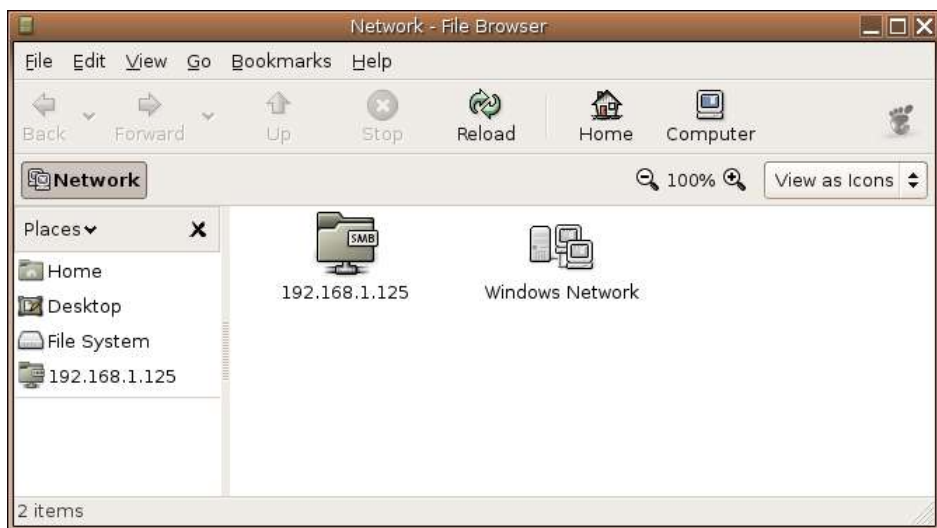 Network - File Browser
File Edit View Go Bookmarks Help
Back Forward Up Stop Reload Home Computer
Network 100% View as Icons
Places
Home
Desktop
File System
192.168.1.125
SMB
192.168.1.125
Windows Network
2 items